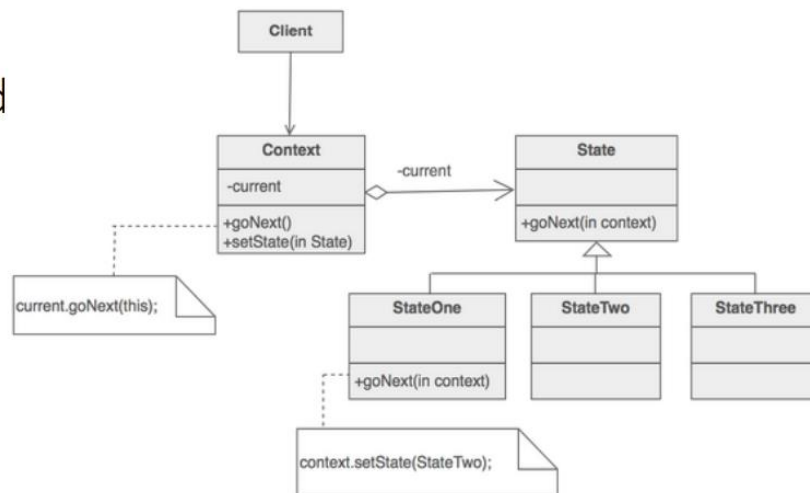 Client
d
Context
-current
+goNext()
+setState(in State)
-current
State
+goNext(in context)
current.goNext(this);
StateOne
+goNext(in context)
StateTwo
StateThree
context.setState(StateTwo);